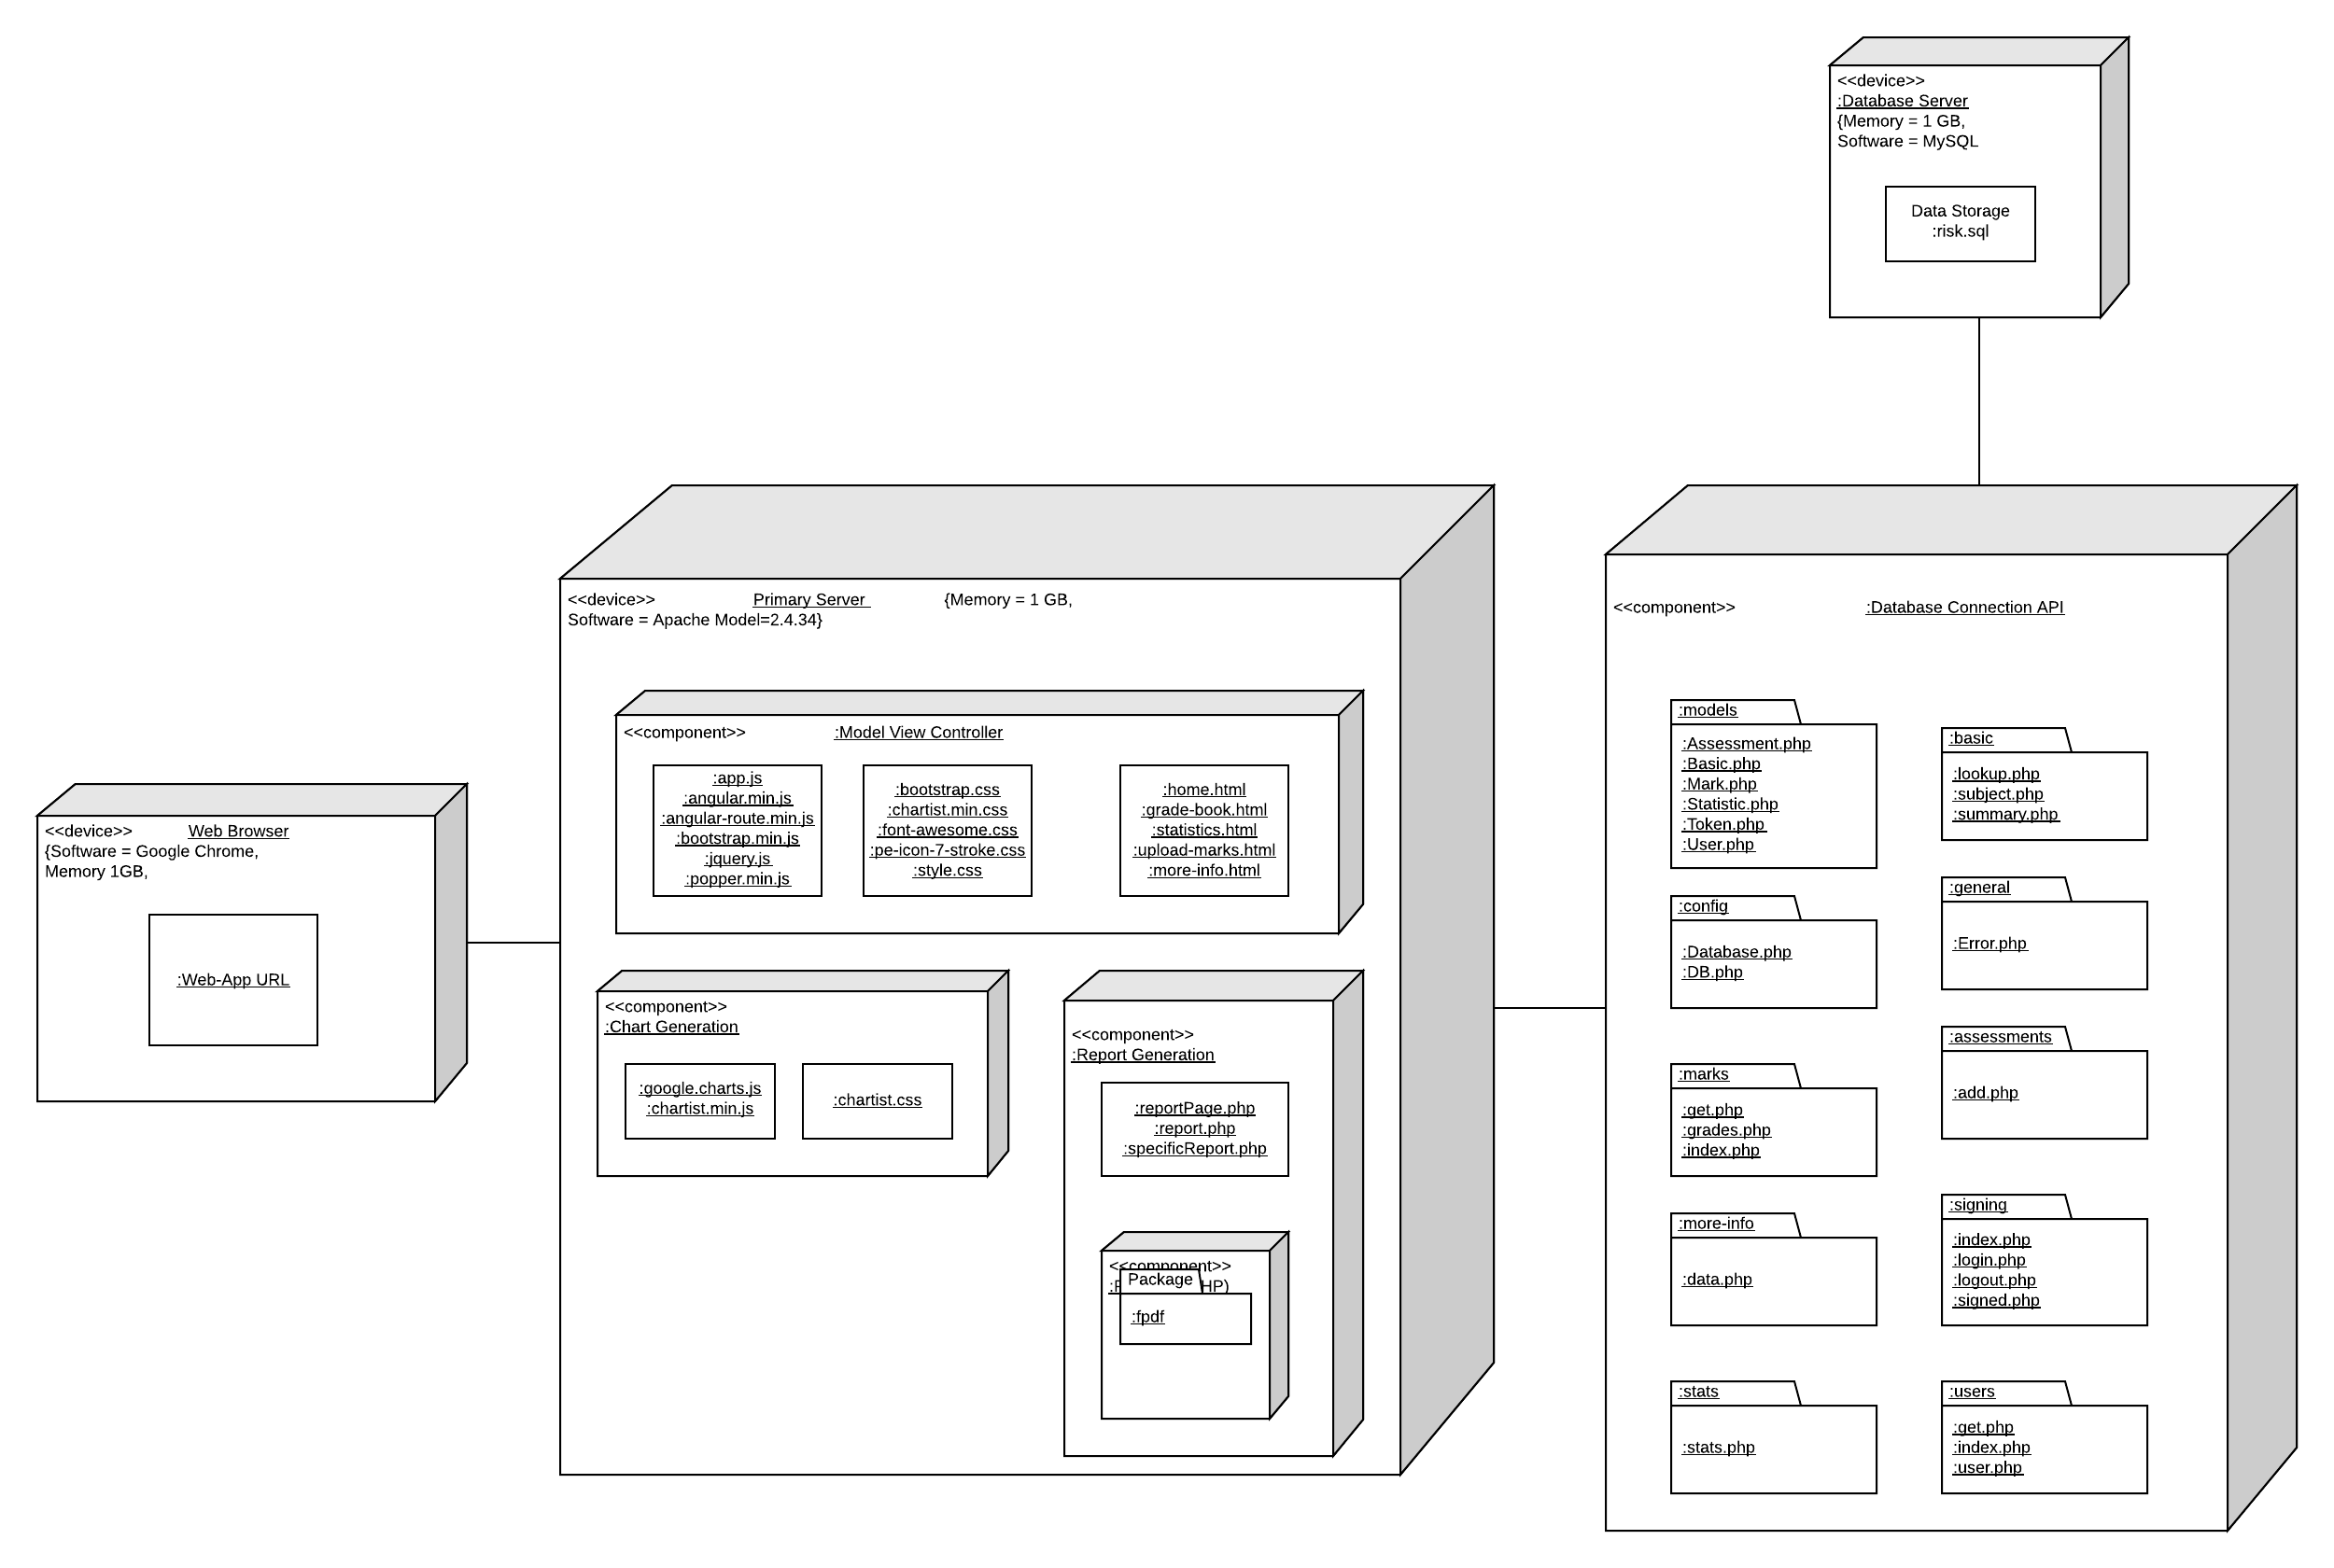 <<device>>
:Database Server
{Memory = 1 GB,
Software = MySQL
Data Storage
:risk.sql
<<device>> Web Browser
{Software = Google Chrome,
Memory 1GB,
:Web-App URL
<<device>> Primary Server {Memory = 1 GB,
Software = Apache Model=2.4.34}
<<component>> :Model View Controller
:app.js
:angular.min.js
:angular-route.min.js
:bootstrap.min.js
:jquery.js
:popper.min.js
:bootstrap.css
:chartist.min.css
:font-awesome.css
:pe-icon-7-stroke.css
:style.css
:home.html
:grade-book.html
:statistics.html
:upload-marks.html
:more-info.html
<<component>>
:Chart Generation
:google.charts.js
:chartist.min.js
:chartist.css
<<component>>
:Report Generation
:reportPage.php
:report.php
:specificReport.php
<<component>>
Package
:fpdf
<<component>> :Database Connection API
:models
:Assessment.php
:Basic.php
:Mark.php
:Statistic.php
:Token.php
:User.php
:basic
:lookup.php
:subject.php
:summary.php
:config
:Database.php
:DB.php
:general
:Error.php
:marks
:get.php
:grades.php
:index.php
:assessments
:add.php
:more-info
:data.php
:signing
:index.php
:login.php
:logout.php
:signed.php
:stats
:stats.php
:users
:get.php
:index.php
:user.php